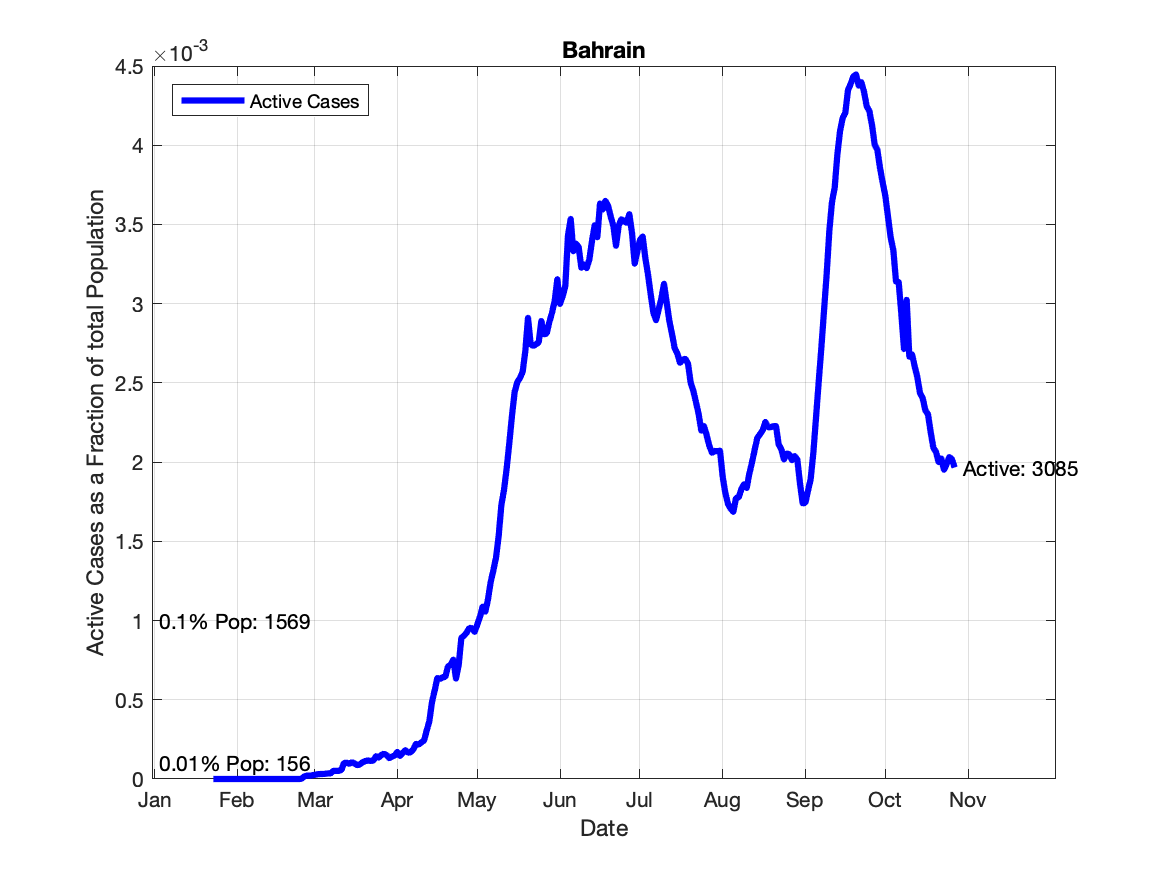 Bahrain
×10-3
4.5
4
3.5
3
2.5
2
1.5
1
0.5
0
Active Cases
Active: 3085
0.1% Pop: 1569
0.01% Pop: 156
Jan Feb Mar Apr May Jun Jul Aug Sep Oct Nov
Date
Active Cases as a Fraction of total Population